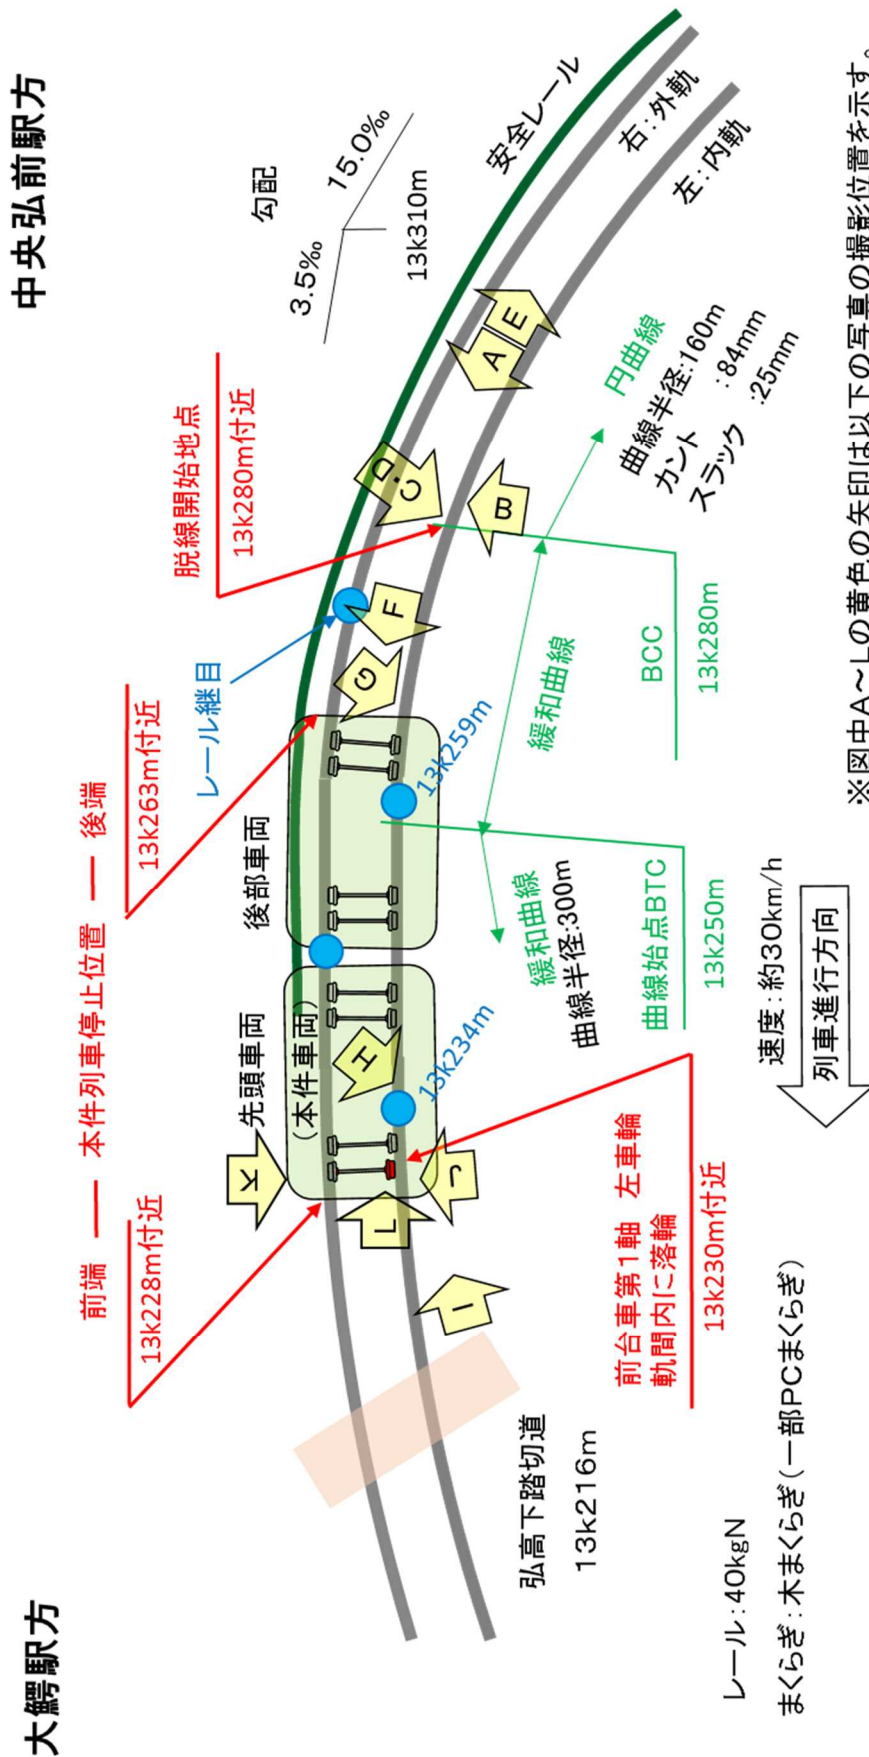 大鰐駅方
中央弘前駅方
前端 ― 本件列車停止位置 ― 後端
13k228m付近
13k263m付近
脱線開始地点
13k280m付近
レール継目
勾配
3.5‰
15.0‰
13k310m
安全レール
右:外軌
左:内軌
先頭車両
(本件車両)
後部車両
K
L
J
I
H
G
F
C.D
B
A
E
13k234m
13k259m
緩和曲線
曲線半径:300m
緩和曲線
円曲線
曲線半径:160m
カント :84mm
スラック :25mm
曲線始点BTC
13k250m
BCC
13k280m
前台車第1軸 左車輪
軌間内に落輪
13k230m付近
弘高下踏切道
13k216m
速度:約30km/h
列車進行方向
レール:40kgN
まくらぎ:木まくらぎ(一部PCまくらぎ)
※図中A~Lの黄色の矢印は以下の写真の撮影位置を示す。